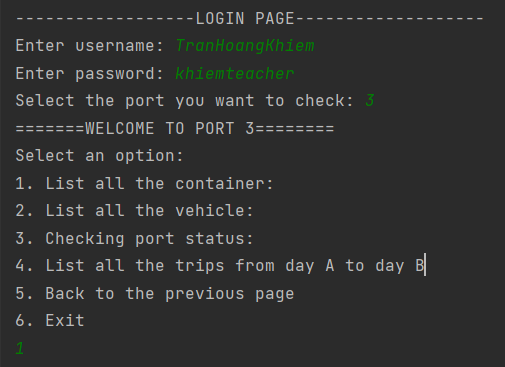 ------------------LOGIN PAGE-------------------
Enter username: TranHoangKhiem
Enter password: khiemteacher
Select the port you want to check: 3
=======WELCOME TO PORT 3========
Select an option:
1. List all the container:
2. List all the vehicle:
3. Checking port status:
4. List all the trips from day A to day B
5. Back to the previous page
6. Exit
1